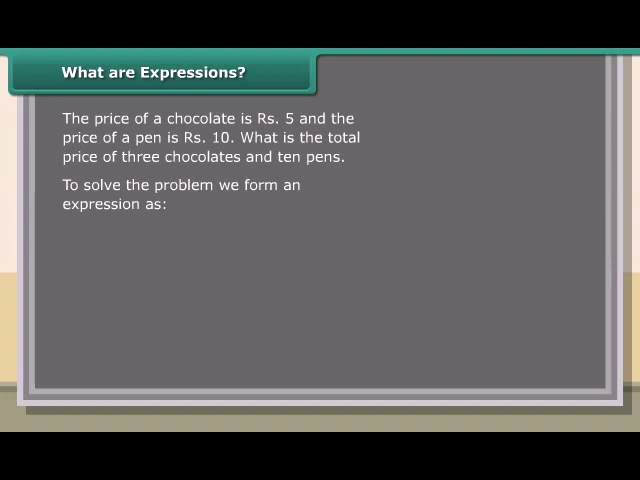 What are Expressions?
The price of a chocolate is Rs. 5 and the
price of a pen is Rs. 10. What is the total
price of three chocolates and ten pens.
To solve the problem we form an
expression as: